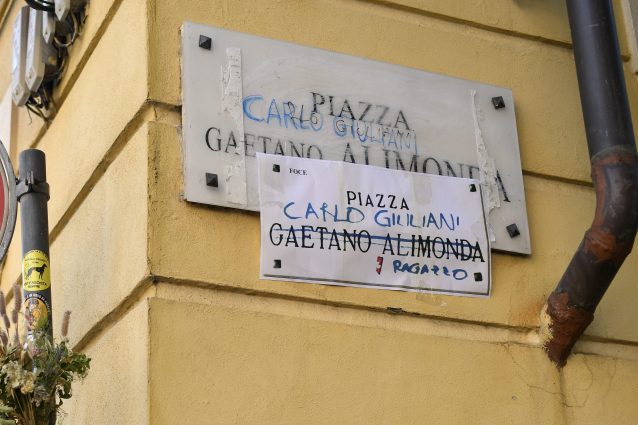 PIAZZA
CARLO GIULIANI
GAETANO ALIMONDA
FOCE
PIAZZA
CARLO GIULIANI
GAETANO ALIMONDA
RAGAZZO